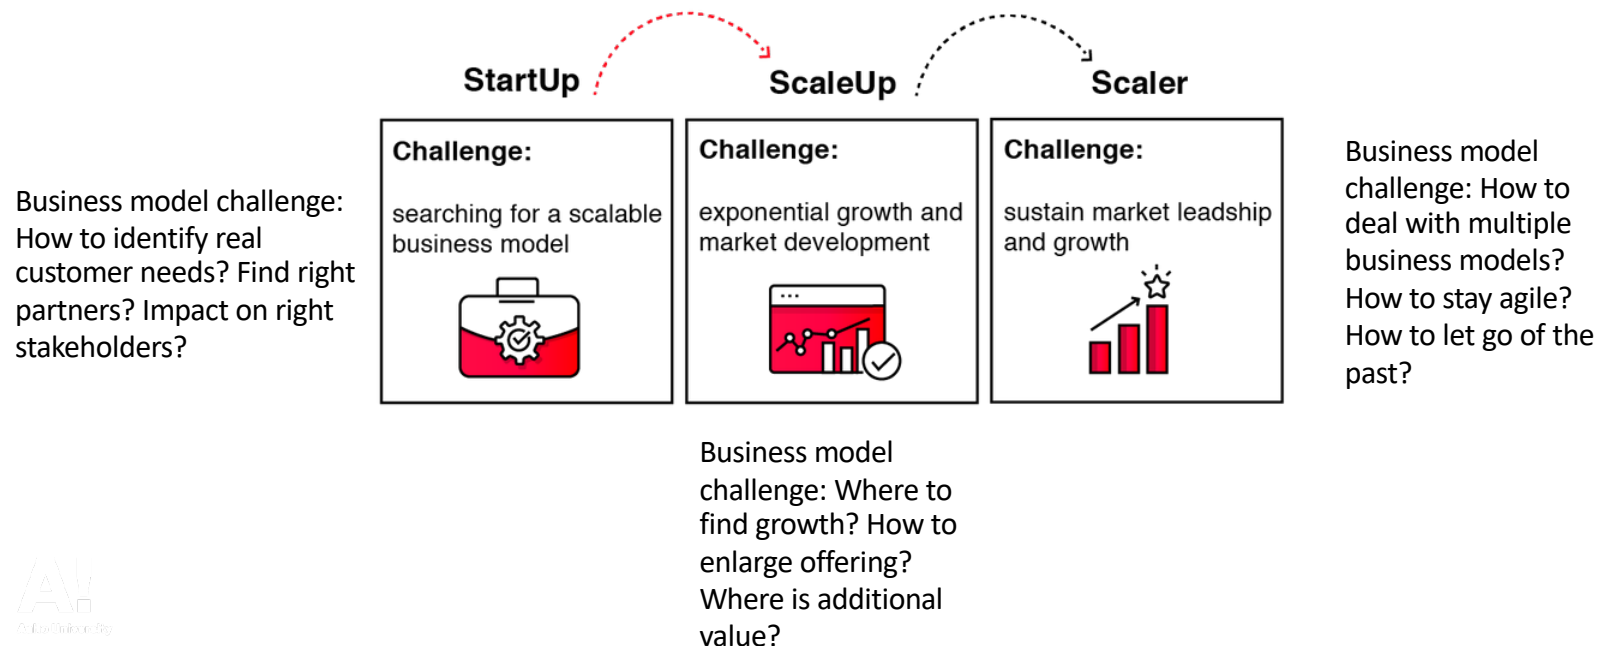 StartUp
ScaleUp
Scaler
Challenge:
searching for a scalable
business model
Challenge:
exponential growth and
market development
Challenge:
sustain market leadship
and growth
Business model challenge:
How to identify real
customer needs? Find right
partners? Impact on right
stakeholders?
Business model
challenge: Where to
find growth? How to
enlarge offering?
Where is additional
value?
Business model
challenge: How to
deal with multiple
business models?
How to stay agile?
How to let go of the
past?
A!
Aalto University